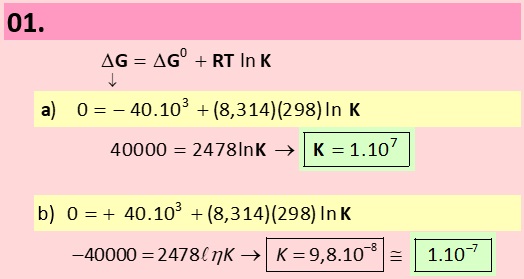 01.
ΔG = ΔG⁰ + RT ln K
↓
a) 0 = – 40.10³ + (8,314)(298) ln K
40000 = 2478lnK → K = 1.10⁷
b) 0 = + 40.10³ + (8,314)(298) ln K
–40000 = 2478ℓηK → K = 9,8.10⁻⁸ ≅ 1.10⁻⁷